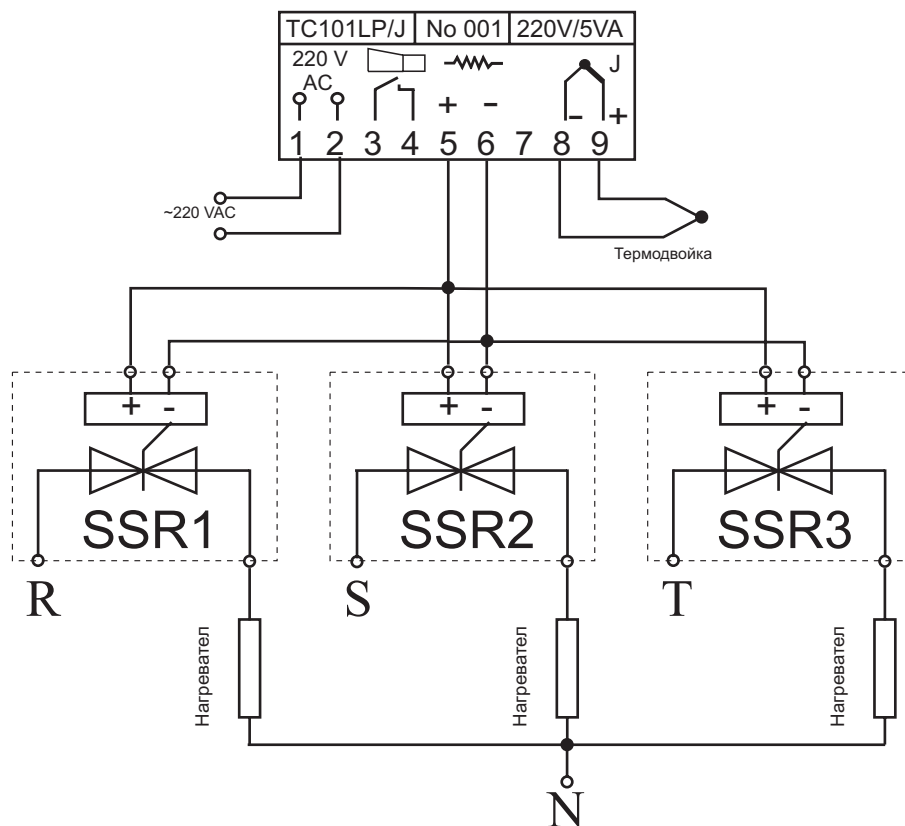 TC101LP/J No 001 220V/5VA
220 V J
AC
+ - - +
1 2 3 4 5 6 7 8 9
~220 VAC
Термодвойка
+ - + - + -
SSR1 SSR2 SSR3
R S T
Нагревател Нагревател Нагревател
N